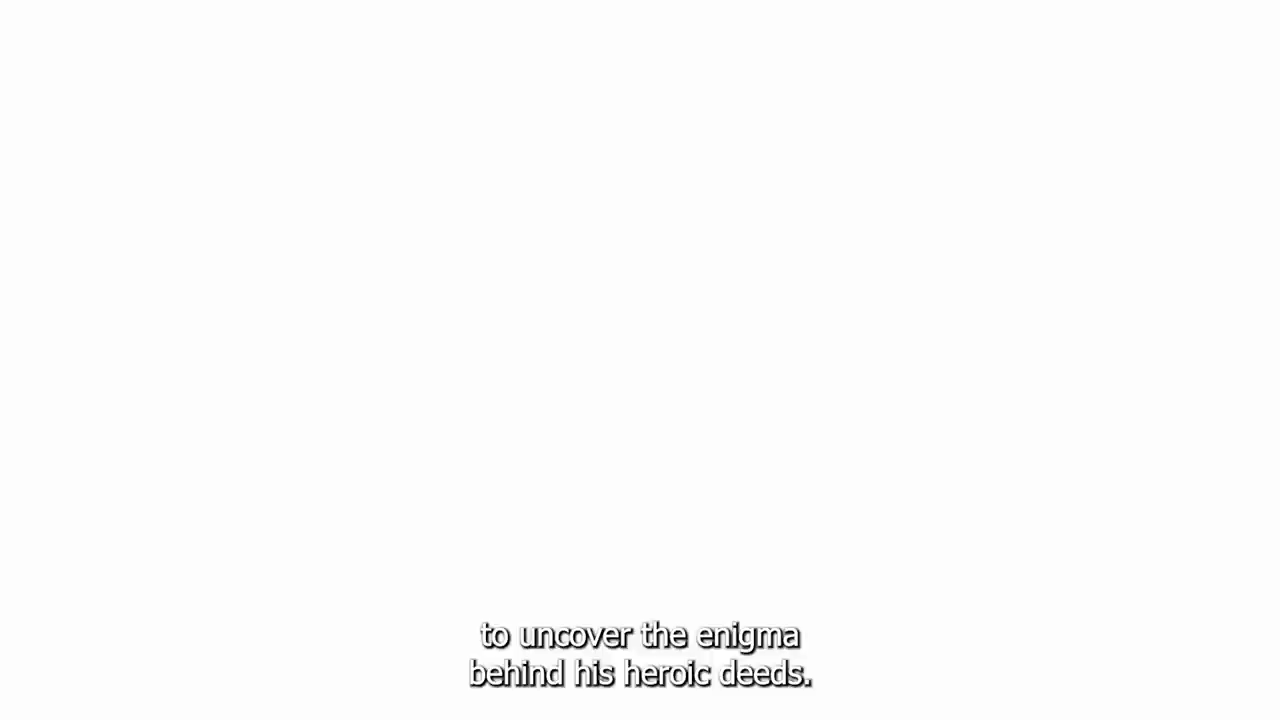 to uncover the enigma
behind his heroic deeds.